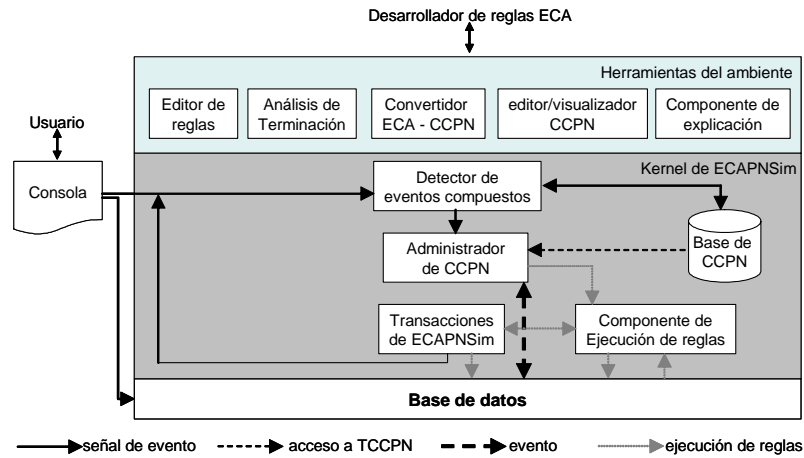 Desarrollador de reglas ECA
Herramientas del ambiente
Editor de
reglas
Análisis de
Terminación
Convertidor
ECA - CCPN
editor/visualizador
CCPN
Componente de
explicación
Usuario
Consola
Kernel de ECAPNSim
Detector de
eventos compuestos
Base de
CCPN
Administrador
de CCPN
Transacciones
de ECAPNSim
Componente de
Ejecución de reglas
Base de datos
señal de evento
acceso a TCCPN
evento
ejecución de reglas